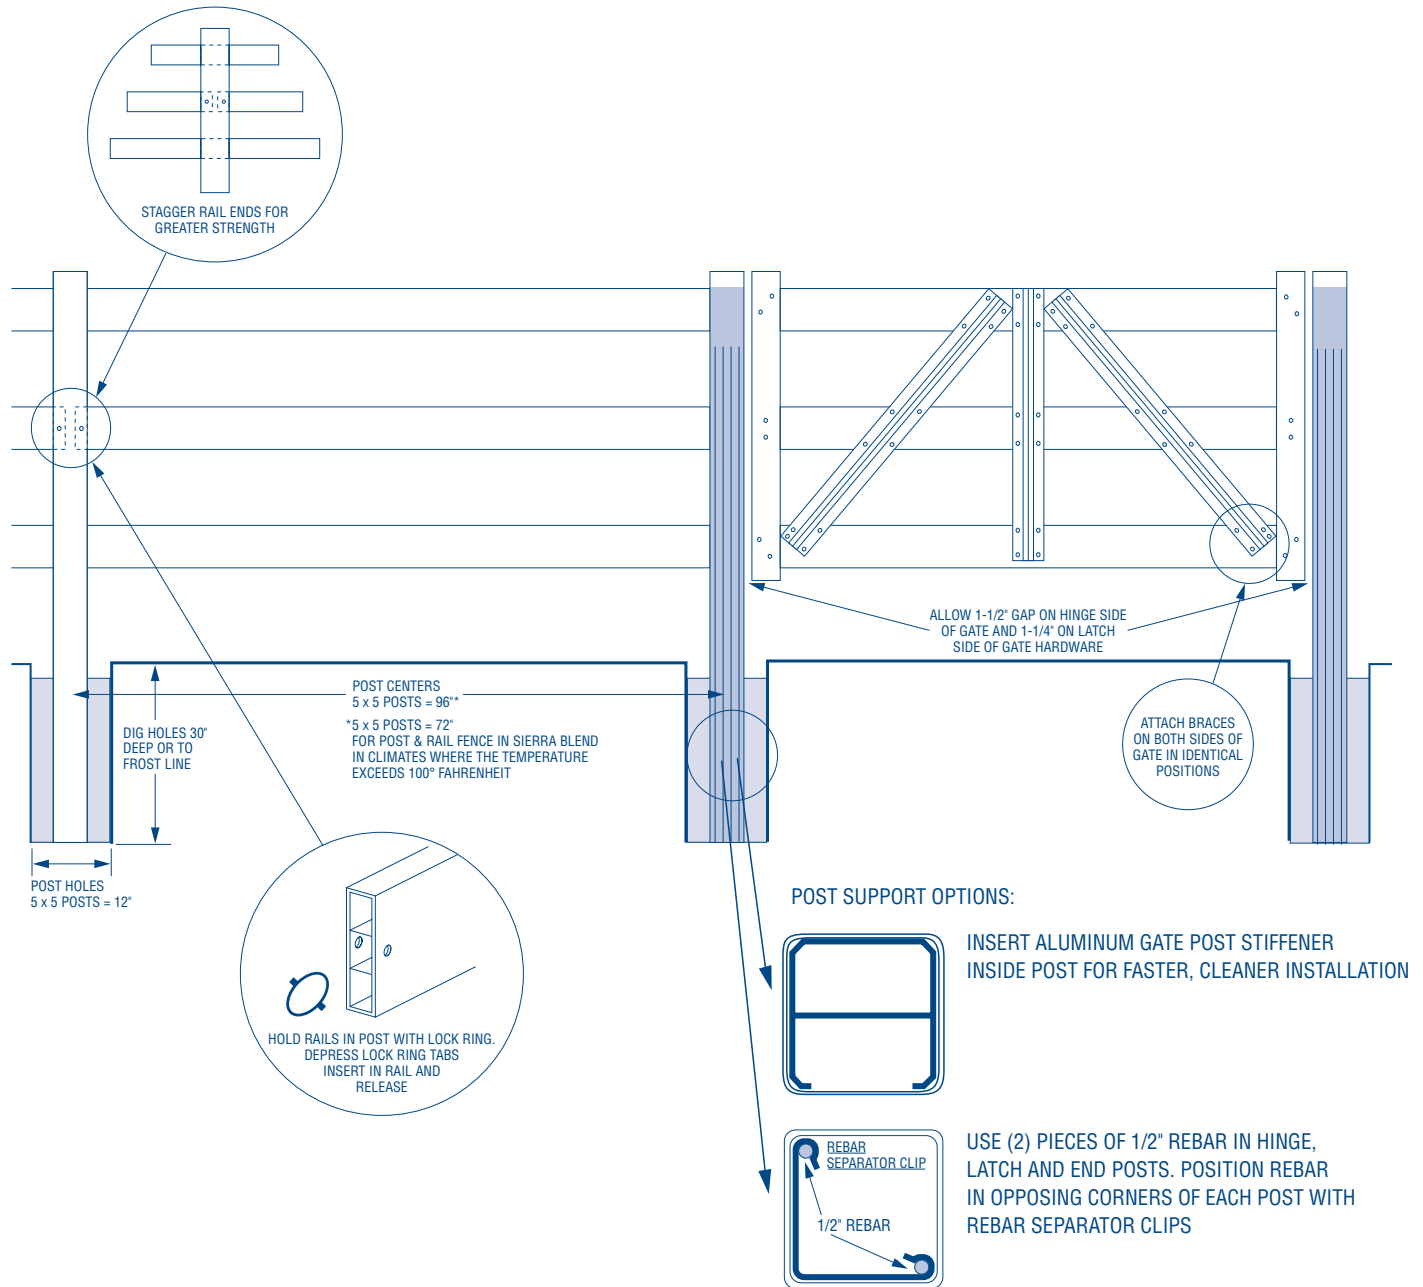 STAGGER RAIL ENDS FOR
GREATER STRENGTH
ALLOW 1-1/2" GAP ON HINGE SIDE
OF GATE AND 1-1/4" ON LATCH
SIDE OF GATE HARDWARE
POST CENTERS
5 x 5 POSTS = 96"*
*5 x 5 POSTS = 72"
FOR POST & RAIL FENCE IN SIERRA BLEND
IN CLIMATES WHERE THE TEMPERATURE
EXCEEDS 100° FAHRENHEIT
DIG HOLES 30"
DEEP OR TO
FROST LINE
ATTACH BRACES
ON BOTH SIDES OF
GATE IN IDENTICAL
POSITIONS
POST HOLES
5 x 5 POSTS = 12"
HOLD RAILS IN POST WITH LOCK RING.
DEPRESS LOCK RING TABS
INSERT IN RAIL AND
RELEASE
POST SUPPORT OPTIONS:
INSERT ALUMINUM GATE POST STIFFENER
INSIDE POST FOR FASTER, CLEANER INSTALLATION
REBAR
SEPARATOR CLIP
1/2" REBAR
USE (2) PIECES OF 1/2" REBAR IN HINGE,
LATCH AND END POSTS. POSITION REBAR
IN OPPOSING CORNERS OF EACH POST WITH
REBAR SEPARATOR CLIPS